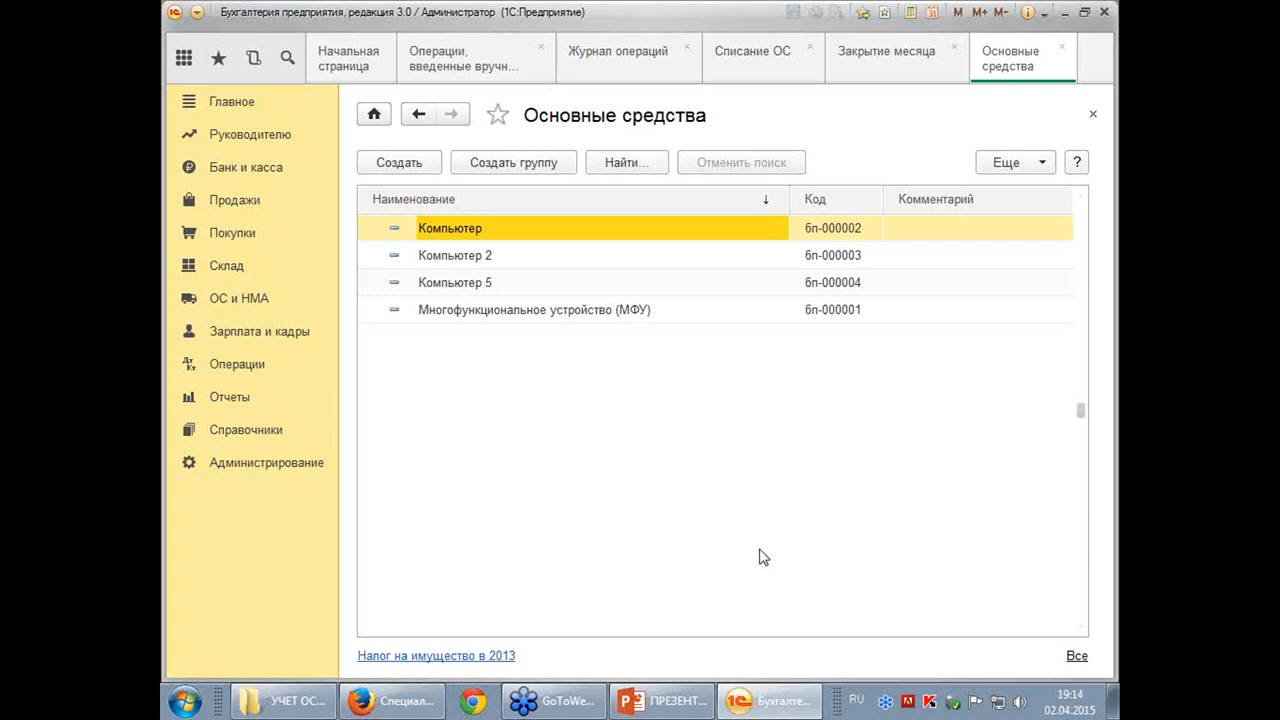 Бухгалтерия предприятия, редакция 3.0 / Администратор (1С:Предприятие)
M M+ M-
Начальная страница
Операции, введенные вручн...
Журнал операций
Списание ОС
Закрытие месяца
Основные средства
Главное
Руководителю
Банк и касса
Продажи
Покупки
Склад
ОС и НМА
Зарплата и кадры
Операции
Отчеты
Справочники
Администрирование
Основные средства
Создать
Создать группу
Найти...
Отменить поиск
Еще
?
Наименование ↓ Код Комментарий
Компьютер бп-000002
Компьютер 2 бп-000003
Компьютер 5 бп-000004
Многофункциональное устройство (МФУ) бп-000001
Налог на имущество в 2013
Все
УЧЕТ ОС...
Специал...
GoToWe...
ПРЕЗЕНТ...
Бухгалте...
RU
19:14
02.04.2015